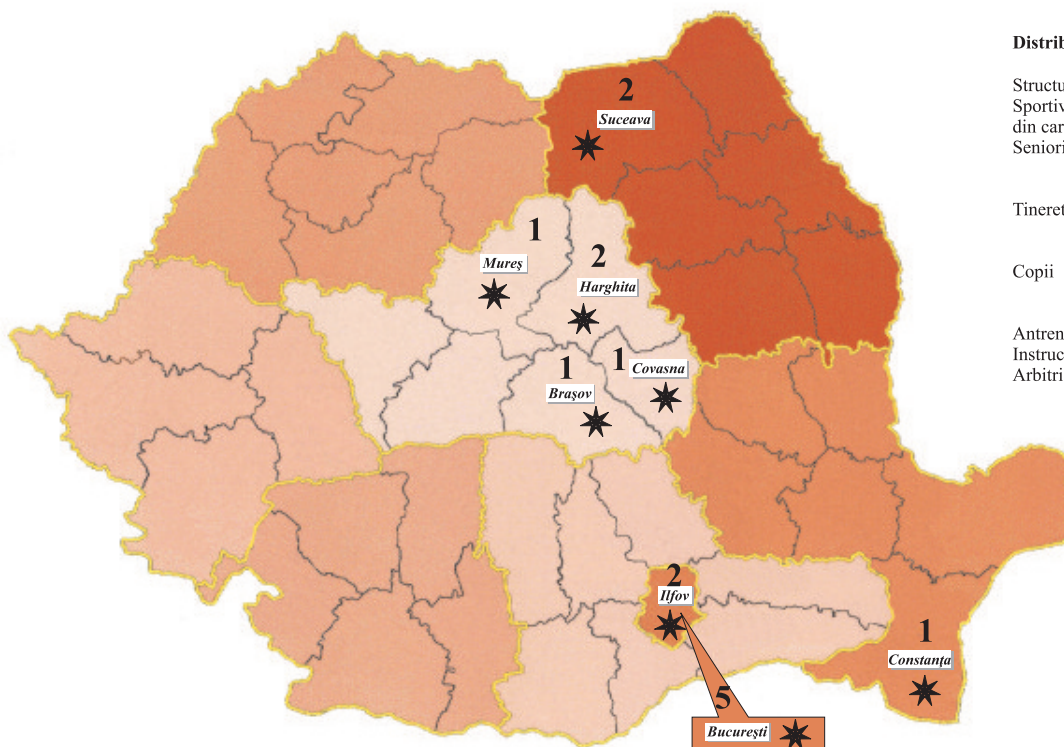 2
Suceava
1
Mureş
2
Harghita
1
Covasna
1
Braşov
2
Ilfov
1
Constanţa
5
Bucureşti
Structu
Sportiv
din car
Seniori
Tineret
Copii
Antren
Instruc
Arbitri
Distrib